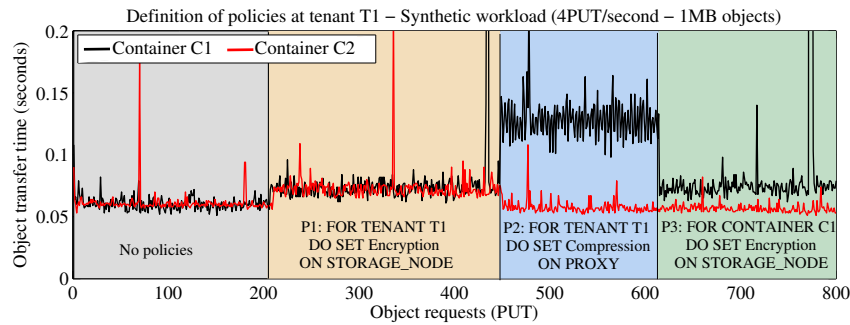 Definition of policies at tenant T1 − Synthetic workload (4PUT/second − 1MB objects)
Object transfer time (seconds)
0.2
0.15
0.1
0.05
0
Container C1
Container C2
No policies
P1: FOR TENANT T1
DO SET Encryption
ON STORAGE_NODE
P2: FOR TENANT T1
DO SET Compression
ON PROXY
P3: FOR CONTAINER C1
DO SET Encryption
ON STORAGE_NODE
0 100 200 300 400 500 600 700 800
Object requests (PUT)